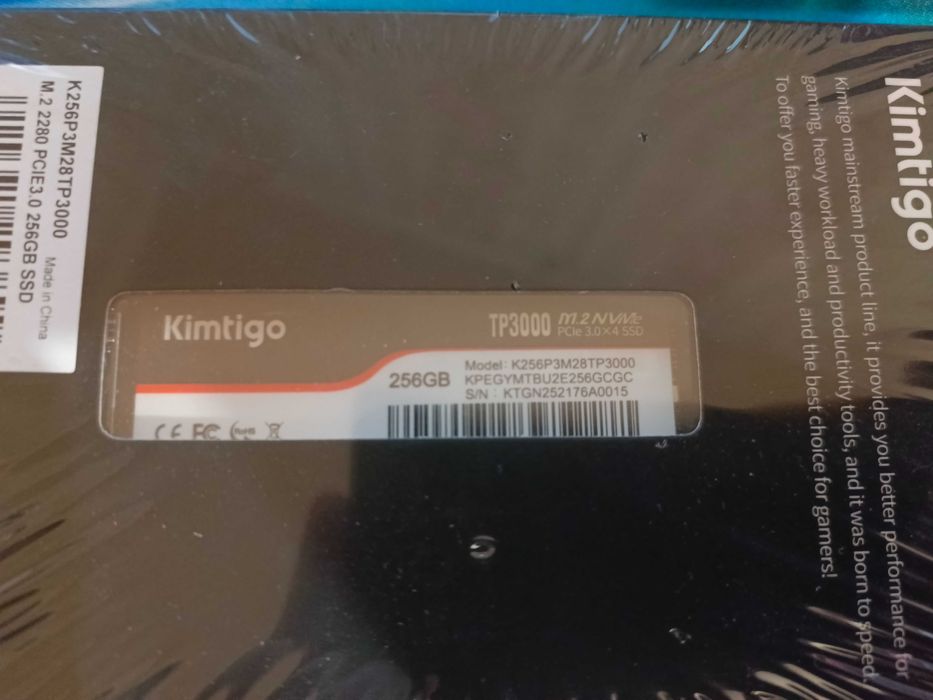 Kimtigo
Kimtigo mainstream product line, it provides you better performance for
gaming, heavy workload and productivity tools, and it was born to speed.
To offer you faster experience, and the best choice for gamers!
K256P3M28TP3000
M.2 2280 PCIE3.0 256GB SSD
Made in China
Kimtigo
TP3000 M.2 NVMe
PCIe 3.0×4 SSD
256GB
Model: K256P3M28TP3000
KPEGYMTBU2E256GCGC
S/N : KTGN252176A0015
CE FC RoHS